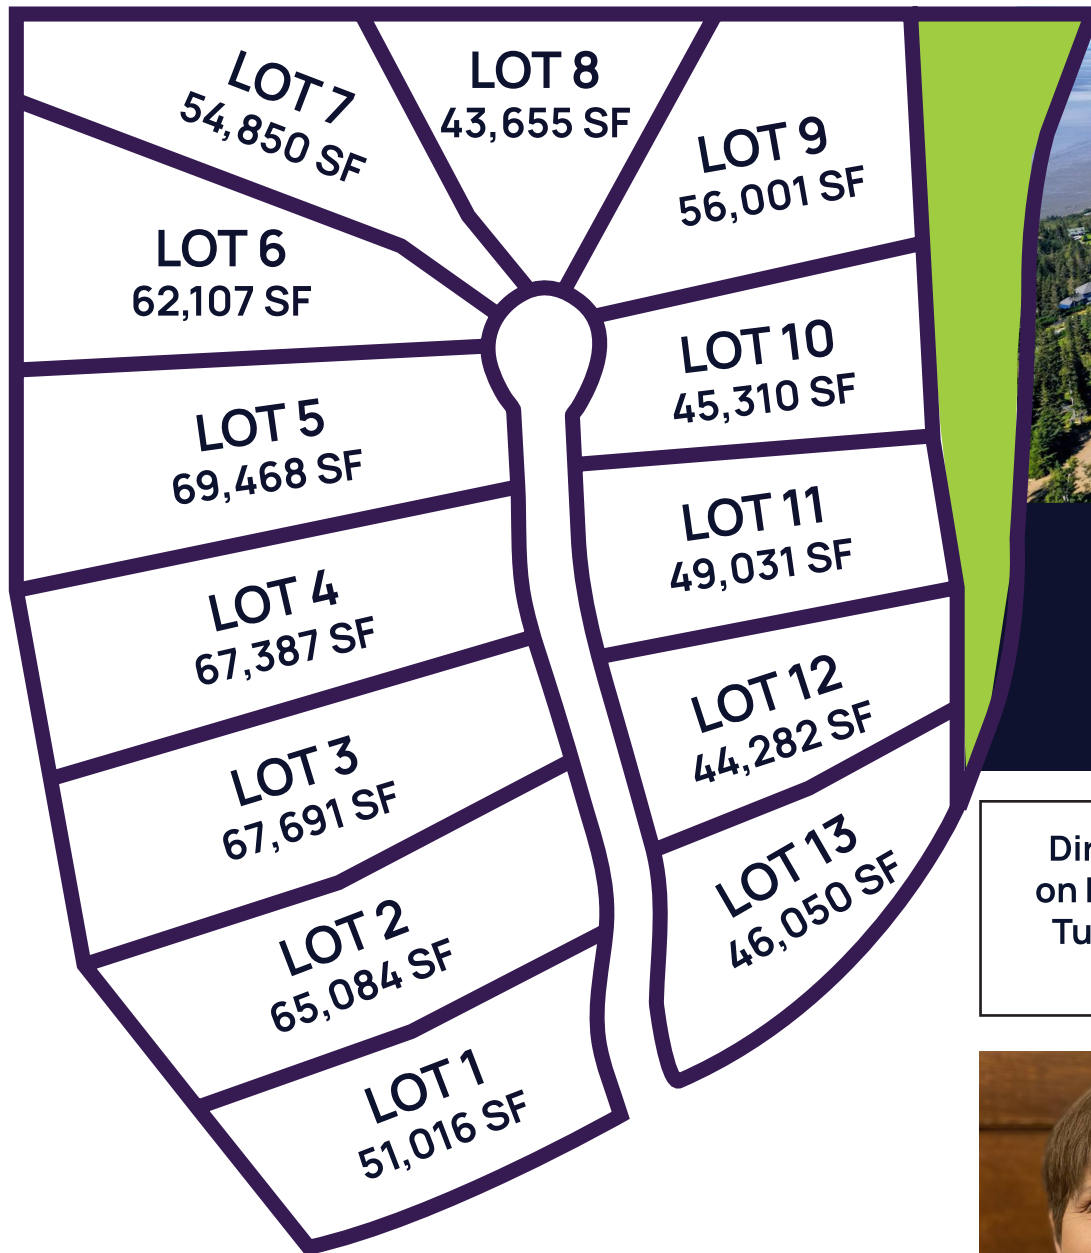 LOT 7
54,850 SF
LOT 8
43,655 SF
LOT 9
56,001 SF
LOT 6
62,107 SF
LOT 10
45,310 SF
LOT 5
69,468 SF
LOT 11
49,031 SF
LOT 4
67,387 SF
LOT 12
44,282 SF
LOT 3
67,691 SF
LOT 13
46,050 SF
LOT 2
65,084 SF
LOT 1
51,016 SF
on